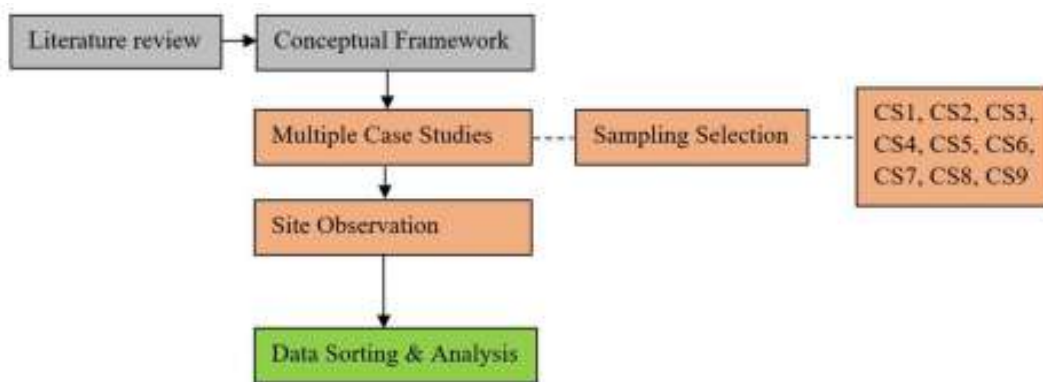 Literature review
Conceptual Framework
Multiple Case Studies
Sampling Selection
CS1, CS2, CS3,
CS4, CS5, CS6,
CS7, CS8, CS9
Site Observation
Data Sorting & Analysis